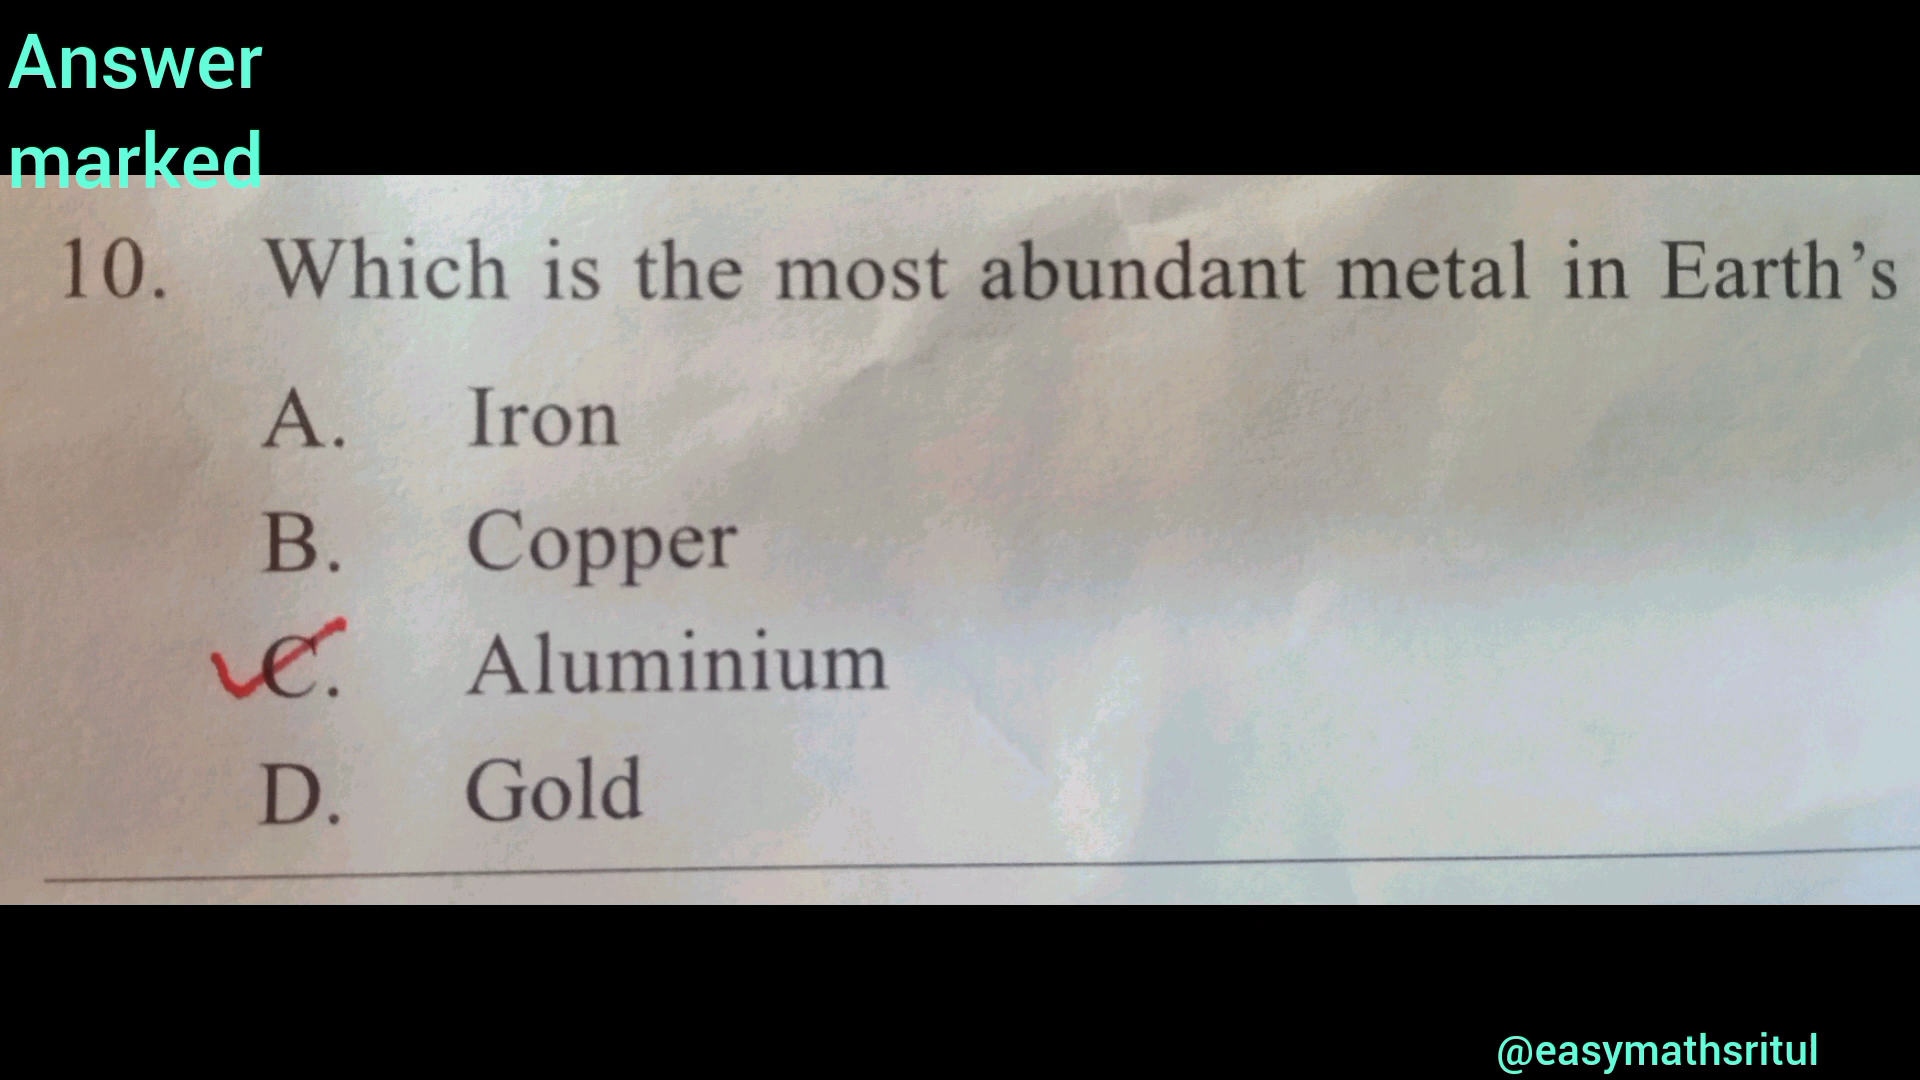 Answer
marked
10. Which is the most abundant metal in Earth’s
A. Iron
B. Copper
C. Aluminium
D. Gold
@easymathsritul